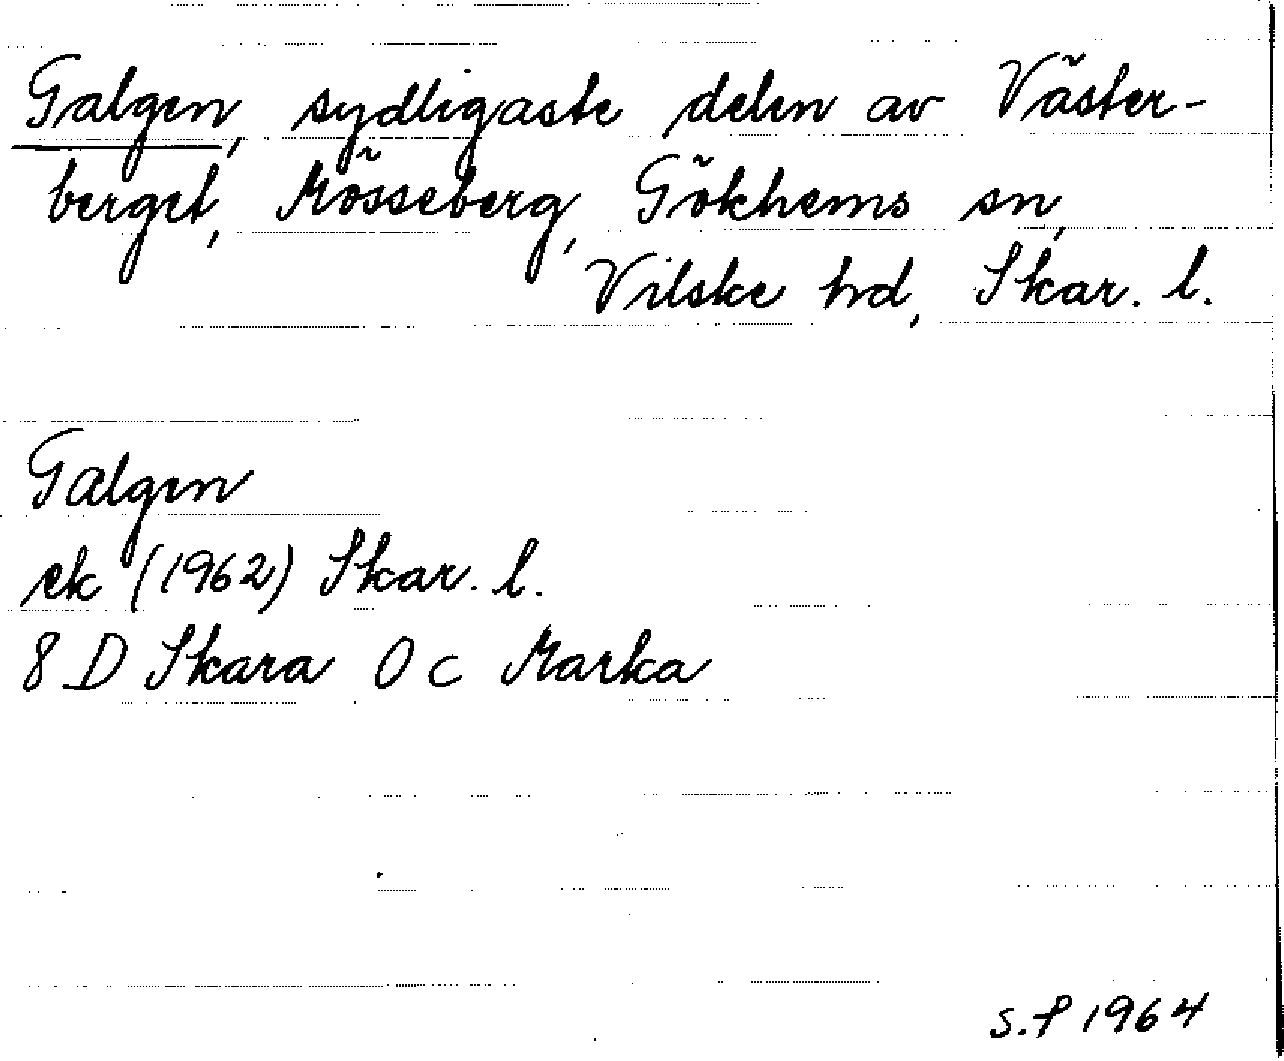 Galgen, sydligaste delen av Väster-
berget, Mösseberg, Gökhems sn,
Vilske hd, Skar. l.
Galgen
ek (1962) Skar. l.
8 D Skara 0 c Marka
S.F 1964